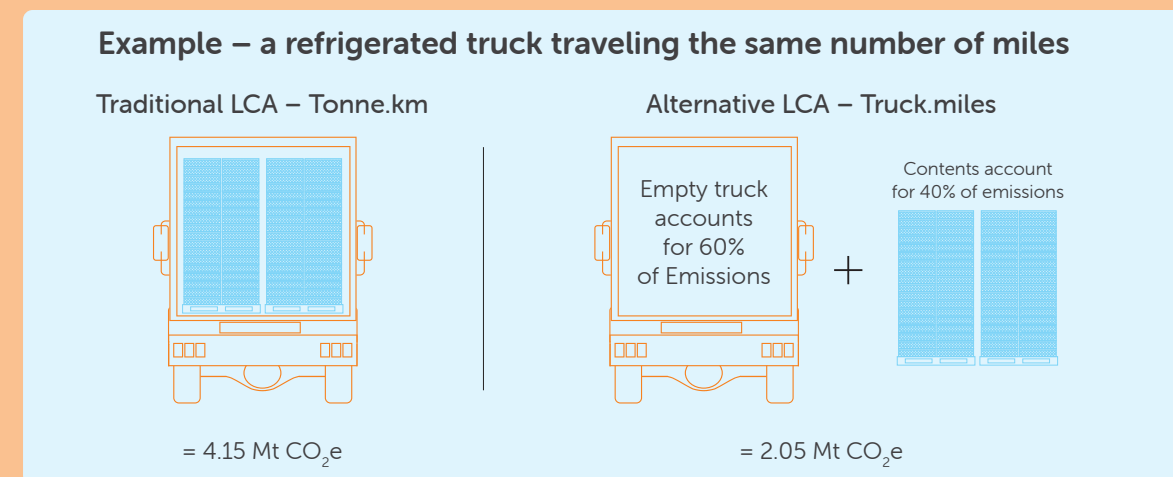 Example – a refrigerated truck traveling the same number of miles
Traditional LCA – Tonne.km
= 4.15 Mt CO₂e
Alternative LCA – Truck.miles
Empty truck
accounts
for 60%
of Emissions
+
Contents account
for 40% of emissions
= 2.05 Mt CO₂e